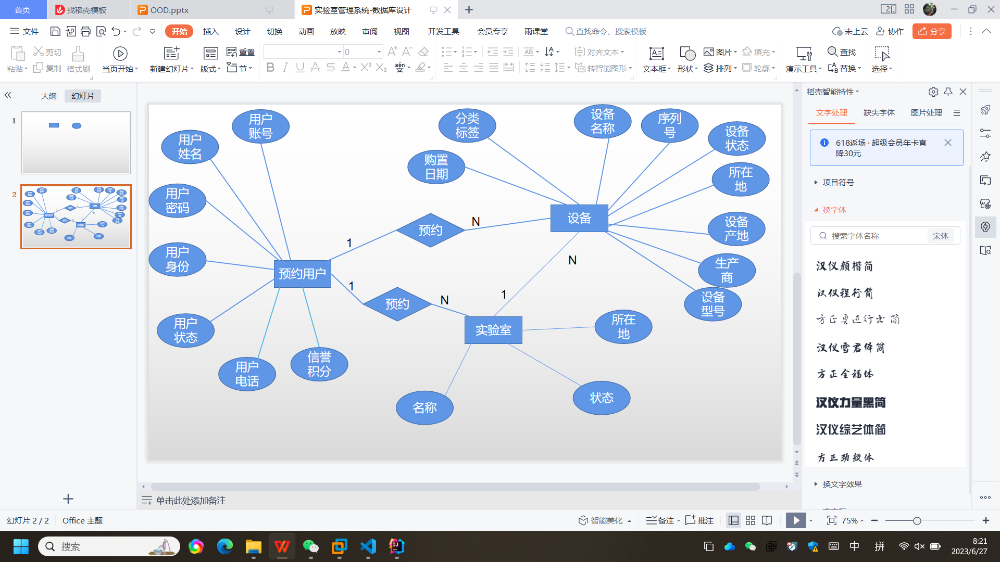 首页
找稻壳模板
OOD.pptx
实验室管理系统-数据库设计
文件
开始
插入
设计
切换
动画
放映
审阅
视图
开发工具
会员专享
雨课堂
查找命令、搜索模板
未上云
协作
分享
粘贴
剪切
复制
格式刷
当页开始
新建幻灯片
版式
重置
节
0
wén
对齐文本
转智能图形
文本框
形状
图片
排列
填充
轮廓
演示工具
查找
替换
选择
大纲
幻灯片
1
2
用户
账号
用户
姓名
用户
密码
用户
身份
用户
状态
用户
电话
信誉
积分
预约用户
1
预约
N
1
预约
N
分类
标签
购置
日期
设备
名称
序列
号
设备
状态
所在
地
设备
产地
生产
商
设备
型号
设备
N
1
实验室
所在
地
名称
状态
单击此处添加备注
稻壳智能特性
文字处理
缺失字体
图片处理
618返场 · 超级会员年卡直
降30元
项目符号
换字体
搜索字体名称
宋体
汉仪颜楷简
汉仪程行简
方正鲁迅行书 简
汉仪雪君体简
方正全福体
汉仪力量黑简
汉仪综艺体简
换文字效果
幻灯片 2 / 2
Office 主题
智能美化
备注
批注
75%
搜索
中
拼
8:21
2023/6/27